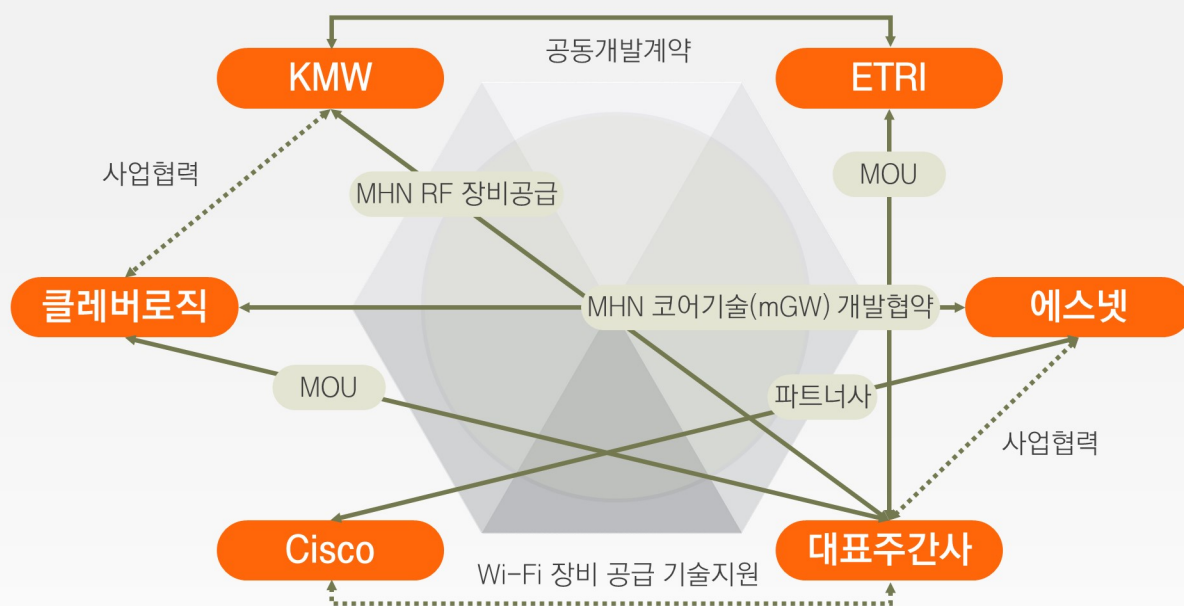 공동개발계약
KMW
ETRI
사업협력
MHN RF 장비공급
MOU
클레버로직
MHN 코어기술(mGW) 개발협약
에스넷
MOU
파트너사
사업협력
Cisco
대표주간사
Wi-Fi 장비 공급 기술지원